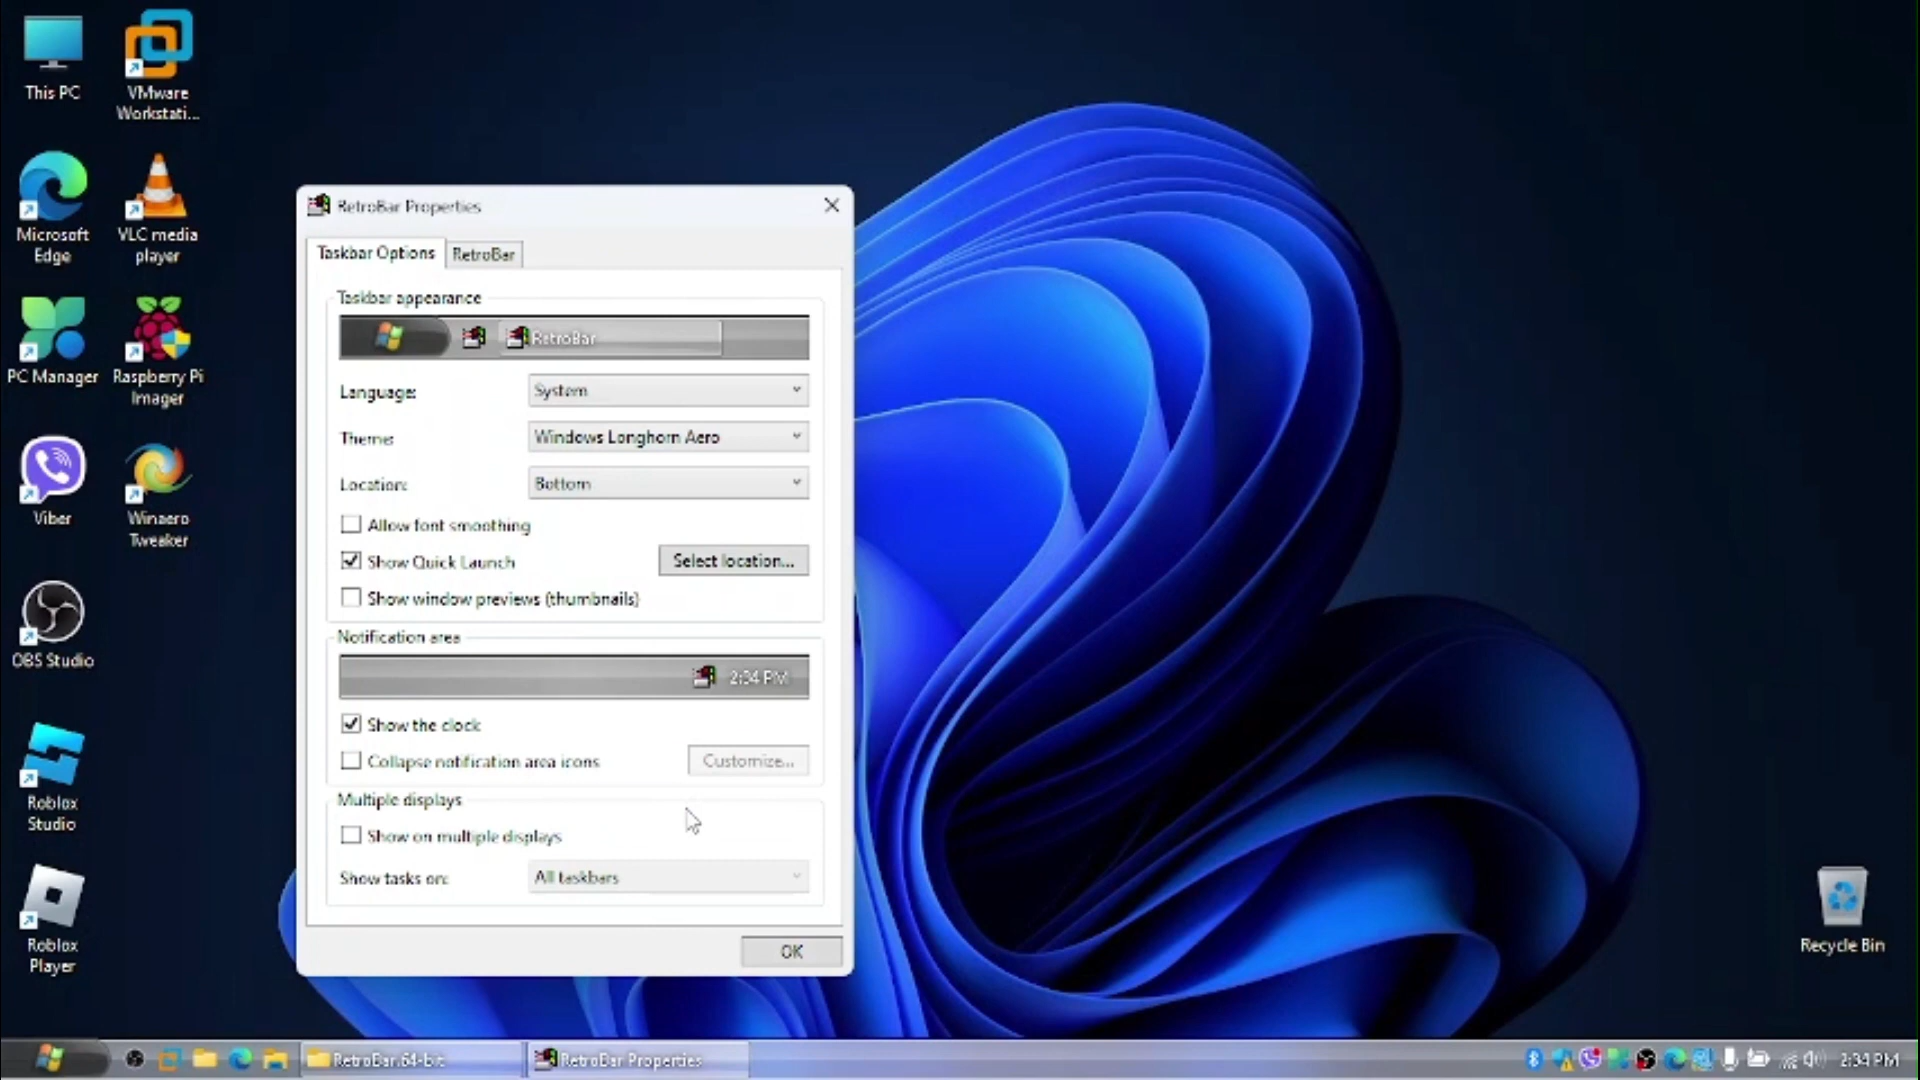 This PC
VMware
Workstati...
Microsoft
Edge
VLC media
player
PC Manager
Raspberry Pi
Imager
Viber
Winaero
Tweaker
OBS Studio
Roblox
Studio
Roblox
Player
Recycle Bin
RetroBar Properties
Taskbar Options
RetroBar
Taskbar appearance
RetroBar
Language:
System
Theme:
Windows Longhorn Aero
Location:
Bottom
Allow font smoothing
Show Quick Launch
Select location...
Show window previews (thumbnails)
Notification area
2:34 PM
Show the clock
Collapse notification area icons
Customize...
Multiple displays
Show on multiple displays
Show tasks on:
All taskbars
OK
RetroBar.64-bit
RetroBar Properties
2:34 PM